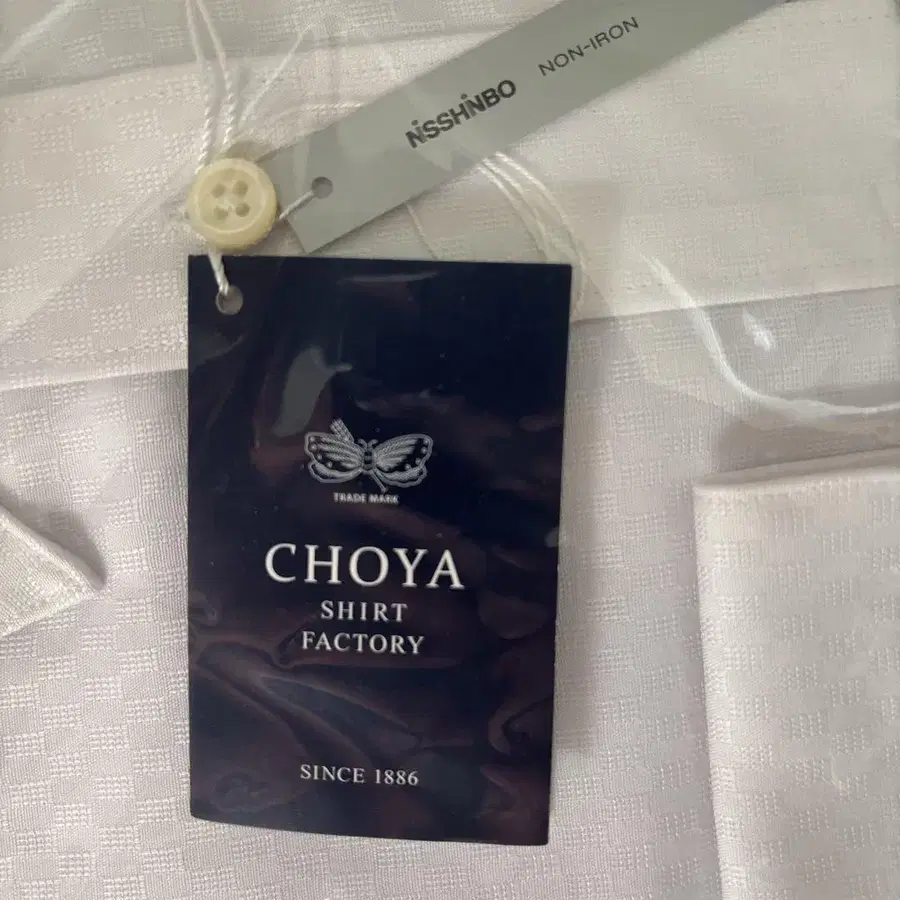 NISSHINBO NON-IRON
TRADE MARK
CHOYA
SHIRT
FACTORY
SINCE 1886